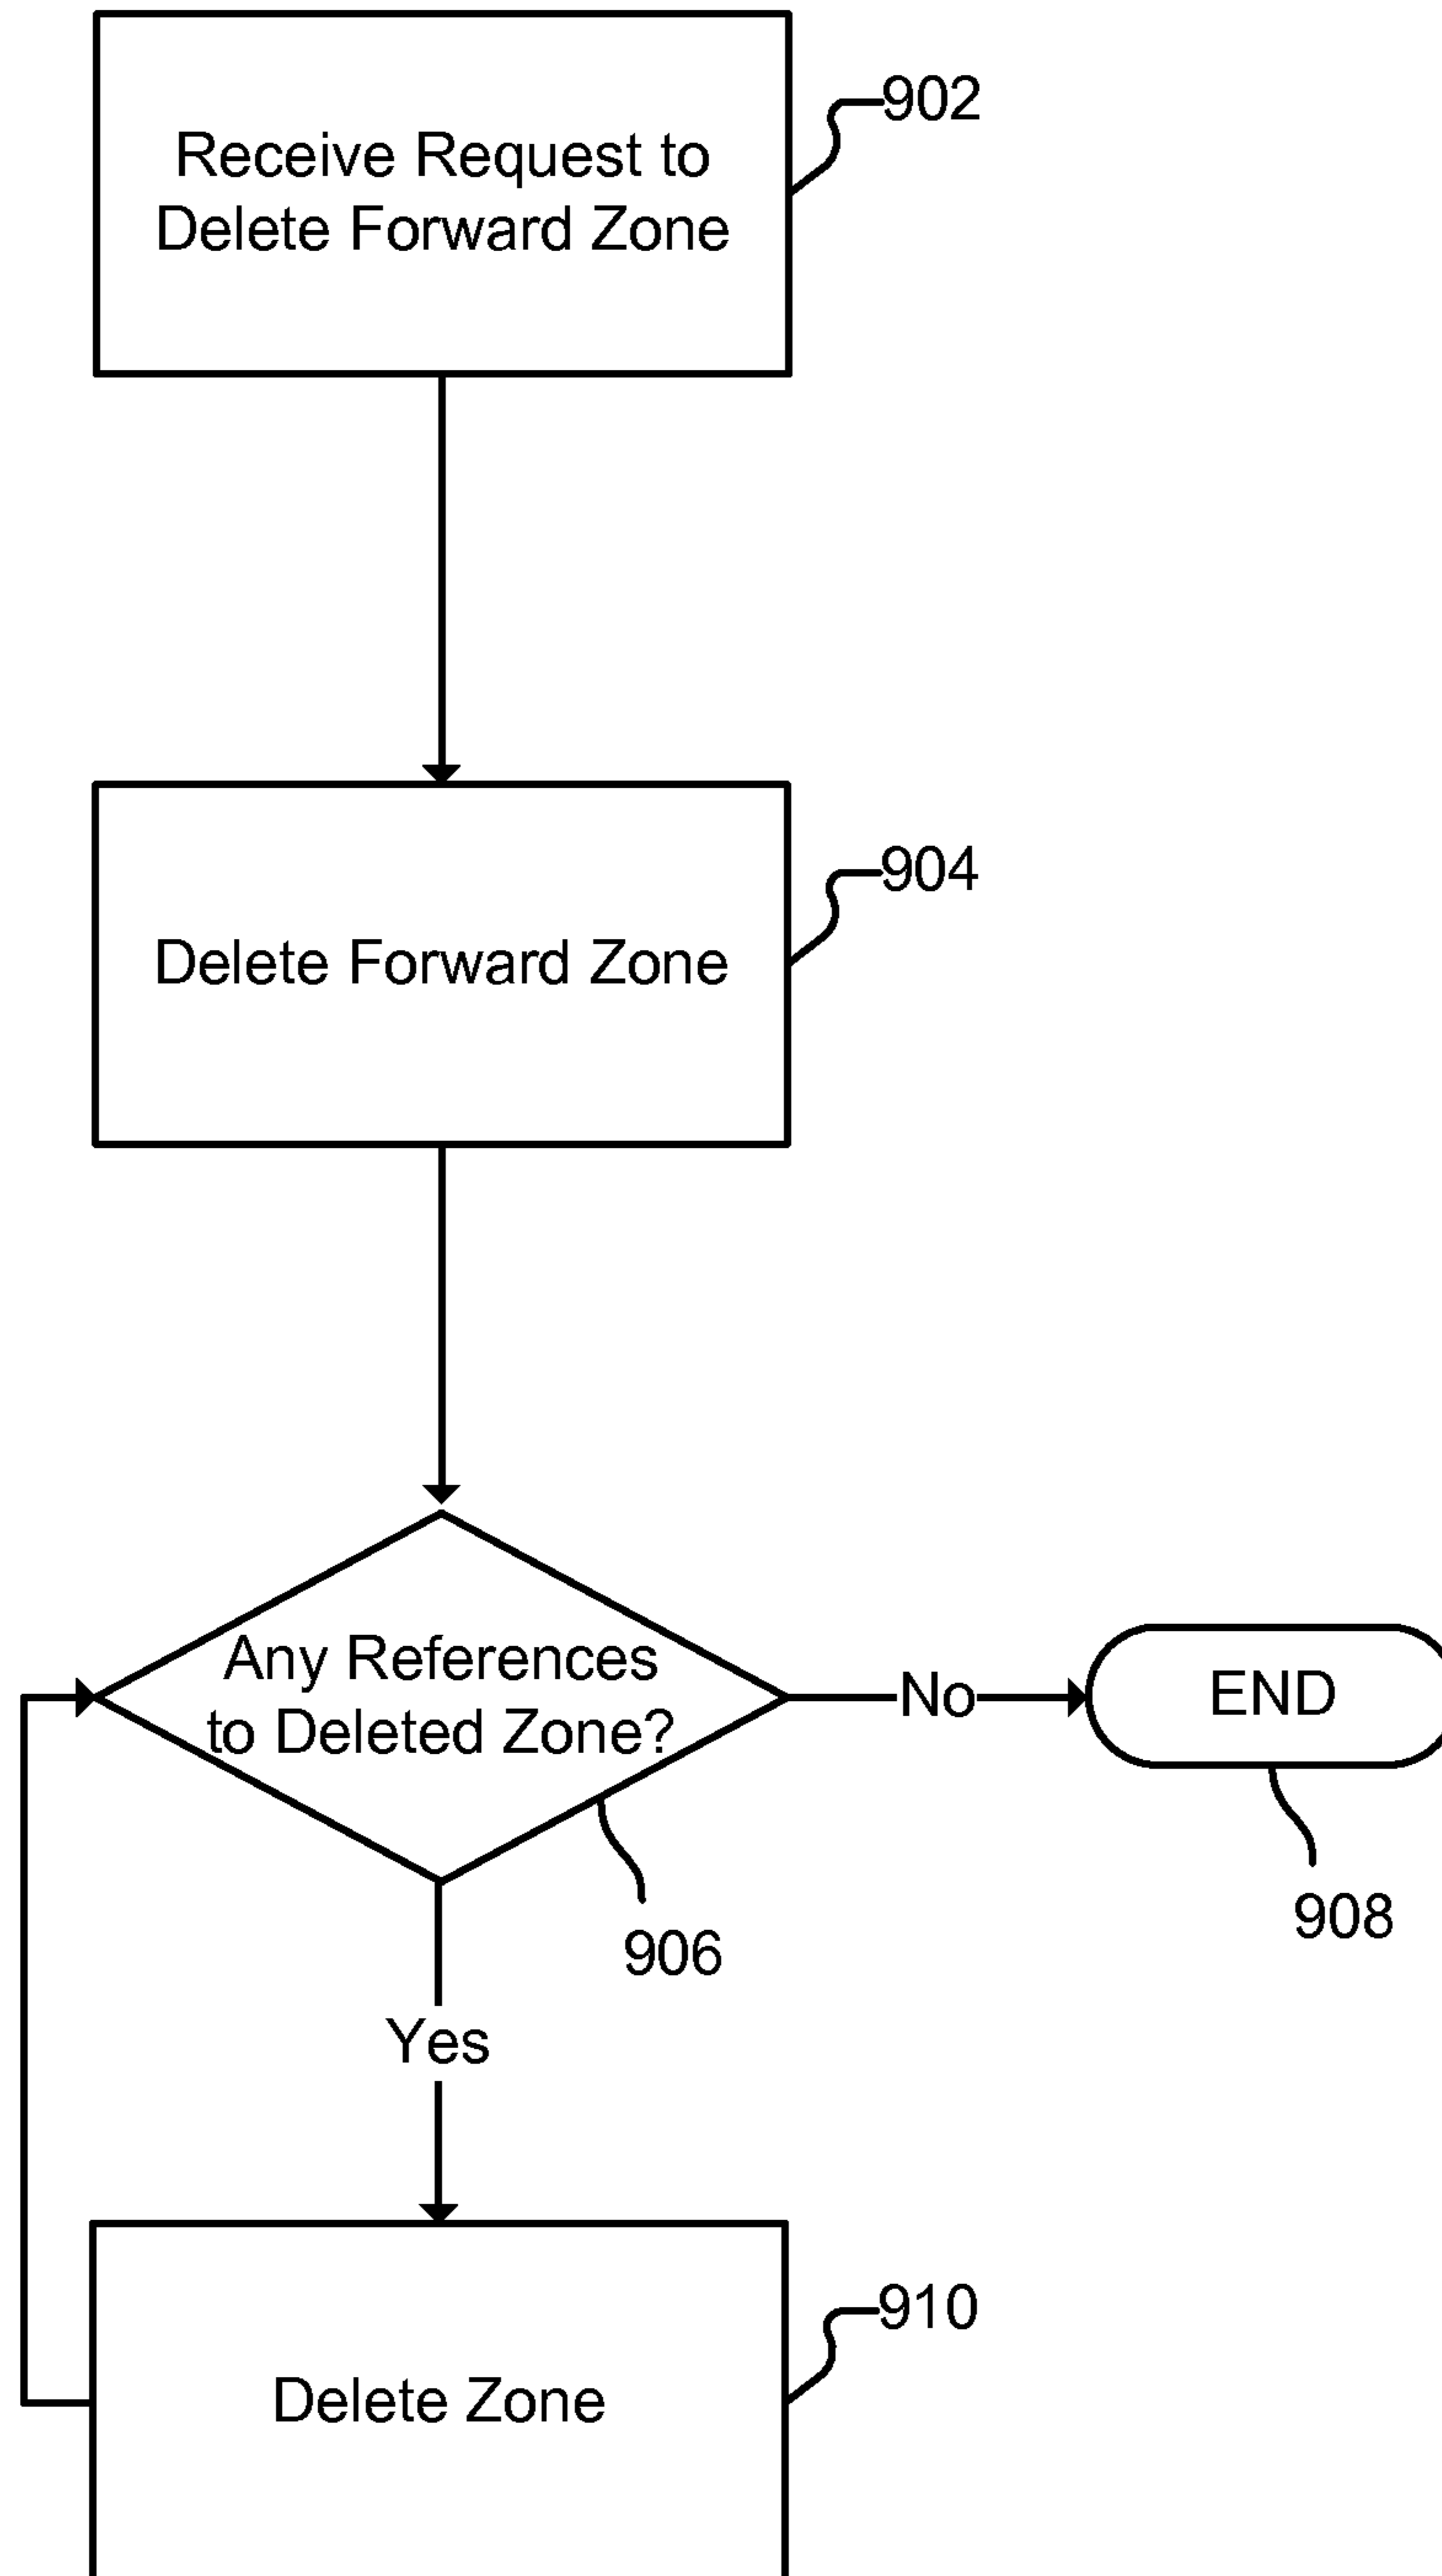 Receive Request to
Delete Forward Zone
902
Delete Forward Zone
904
Any References
to Deleted Zone?
No
END
906
908
Yes
Delete Zone
910